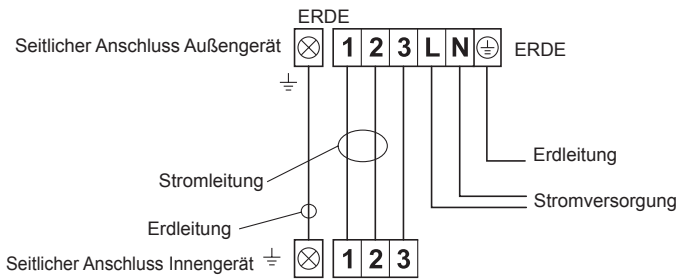 ERDE
Seitlicher Anschluss Außengerät
1 2 3 L N
ERDE
Erdleitung
Stromleitung
Stromversorgung
Erdleitung
Seitlicher Anschluss Innengerät
1 2 3